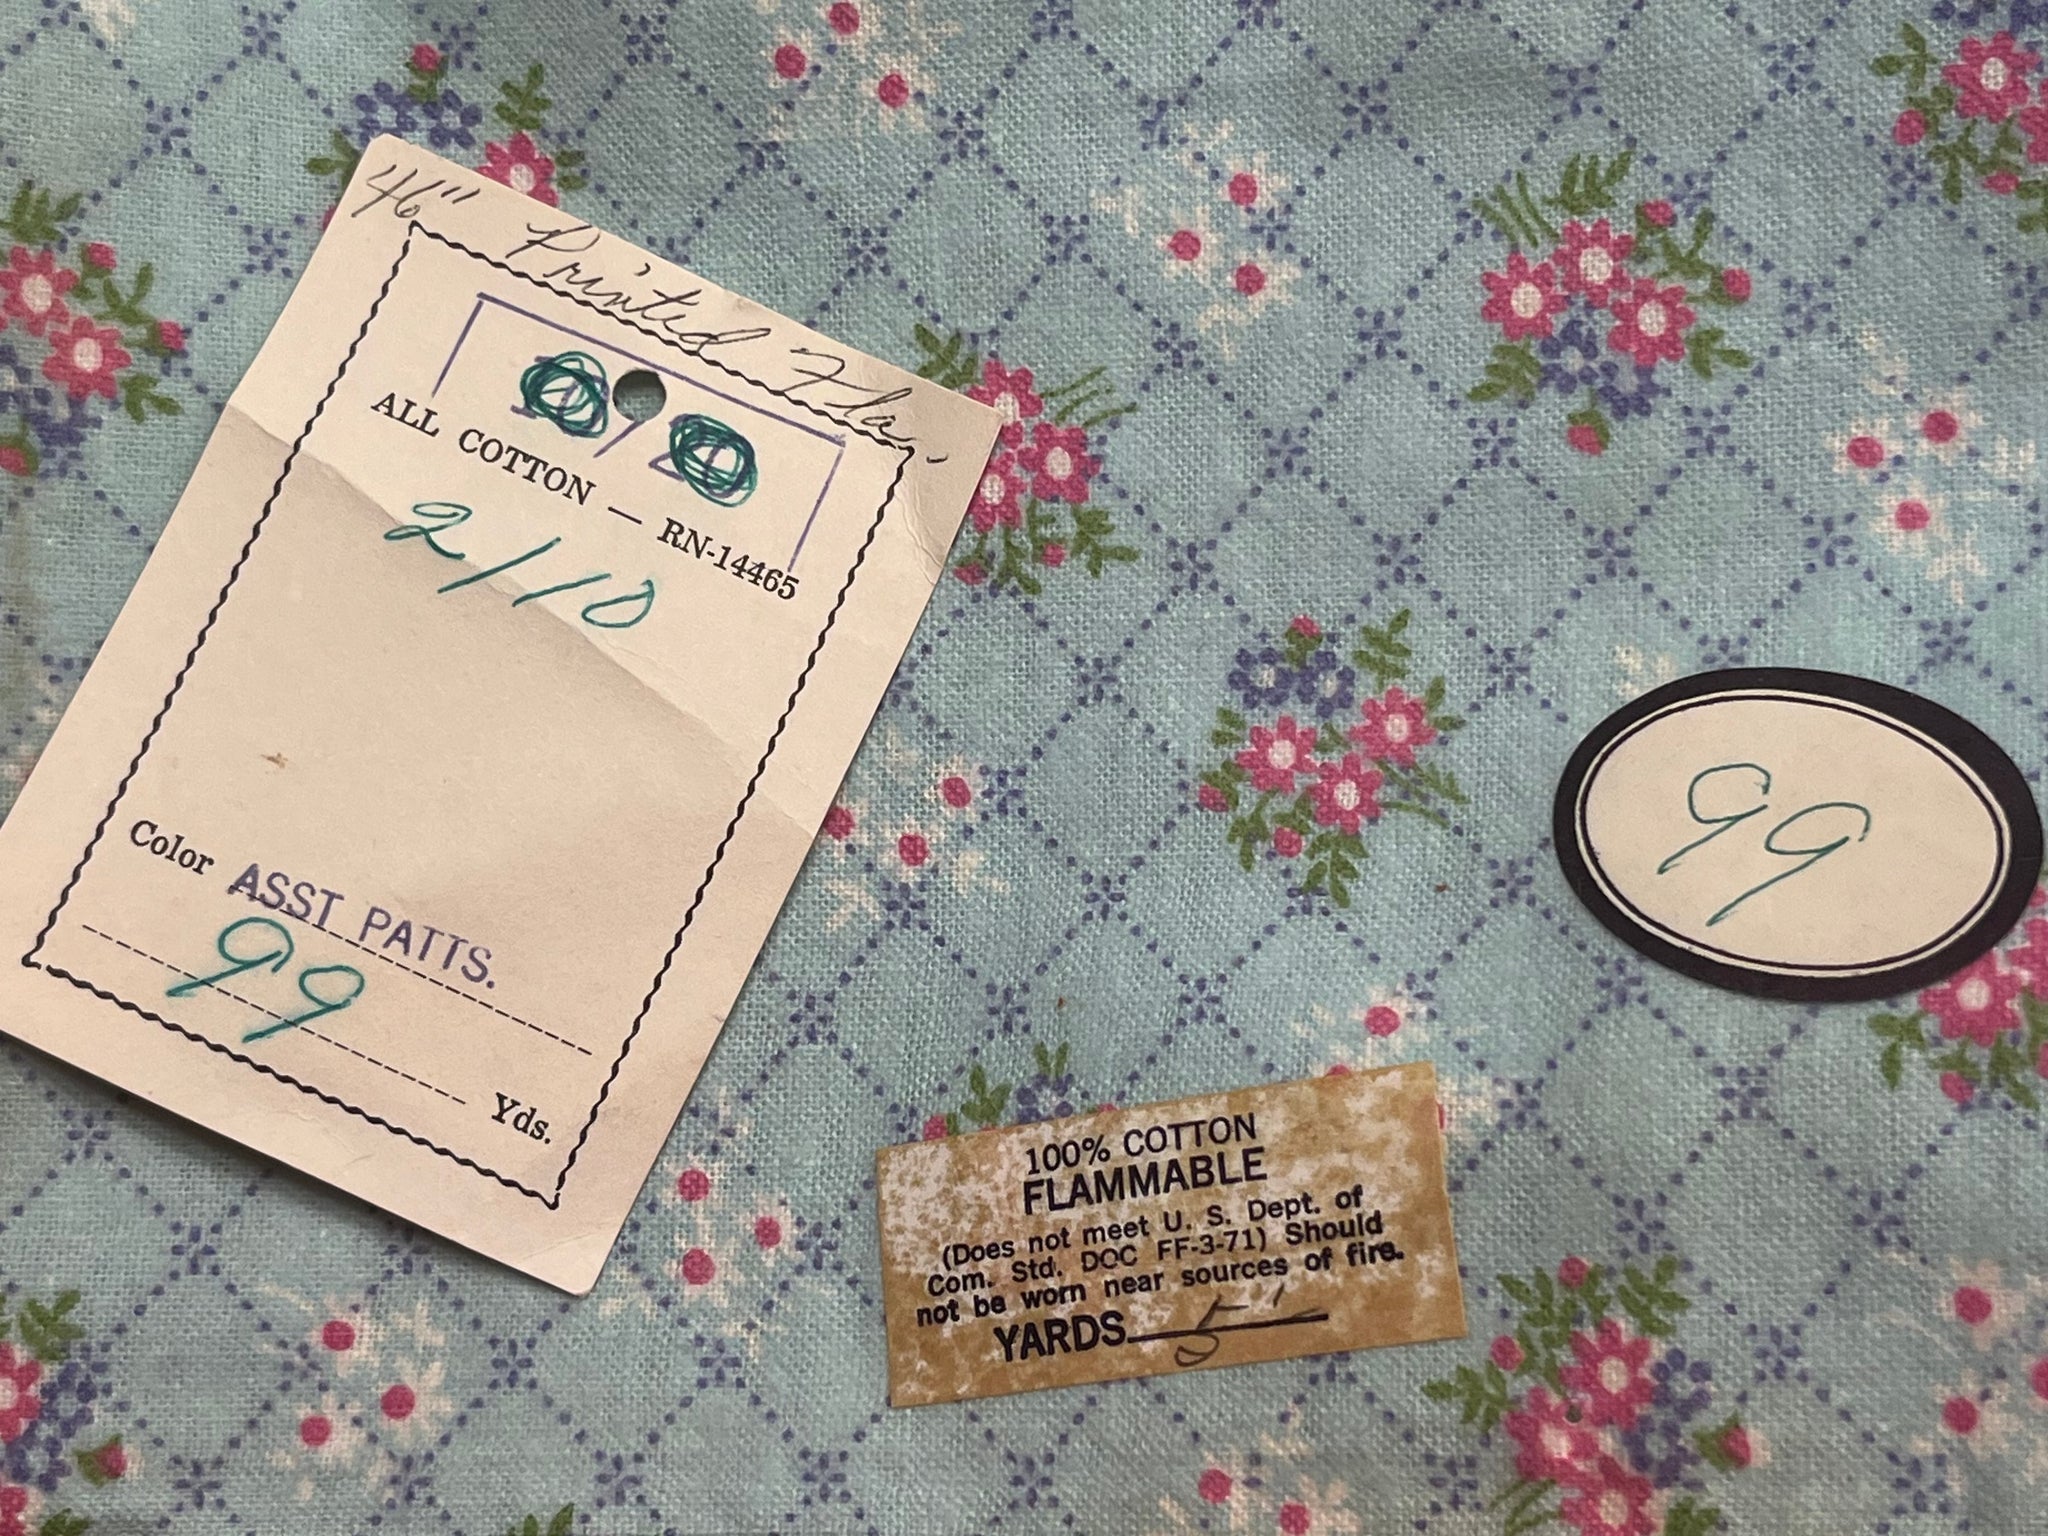 46" Printed Fla.
ALL COTTON — RN-14465
2/10
Color ASST PATTS.
99
Yds.
99
100% COTTON
FLAMMABLE
(Does not meet U. S. Dept. of
Com. Std. DOC FF-3-71) Should
not be worn near sources of fire.
YARDS